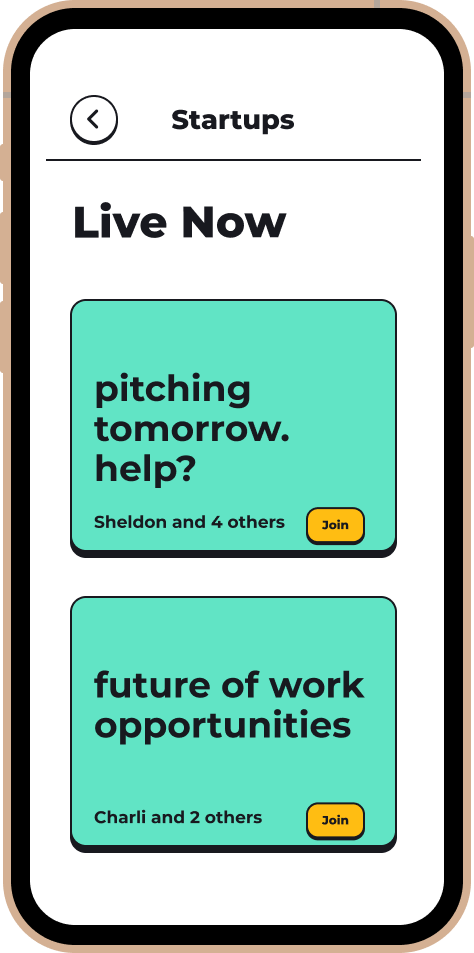 Startups
Live Now
pitching
tomorrow.
help?
Sheldon and 4 others
Join
future of work
opportunities
Charli and 2 others
Join